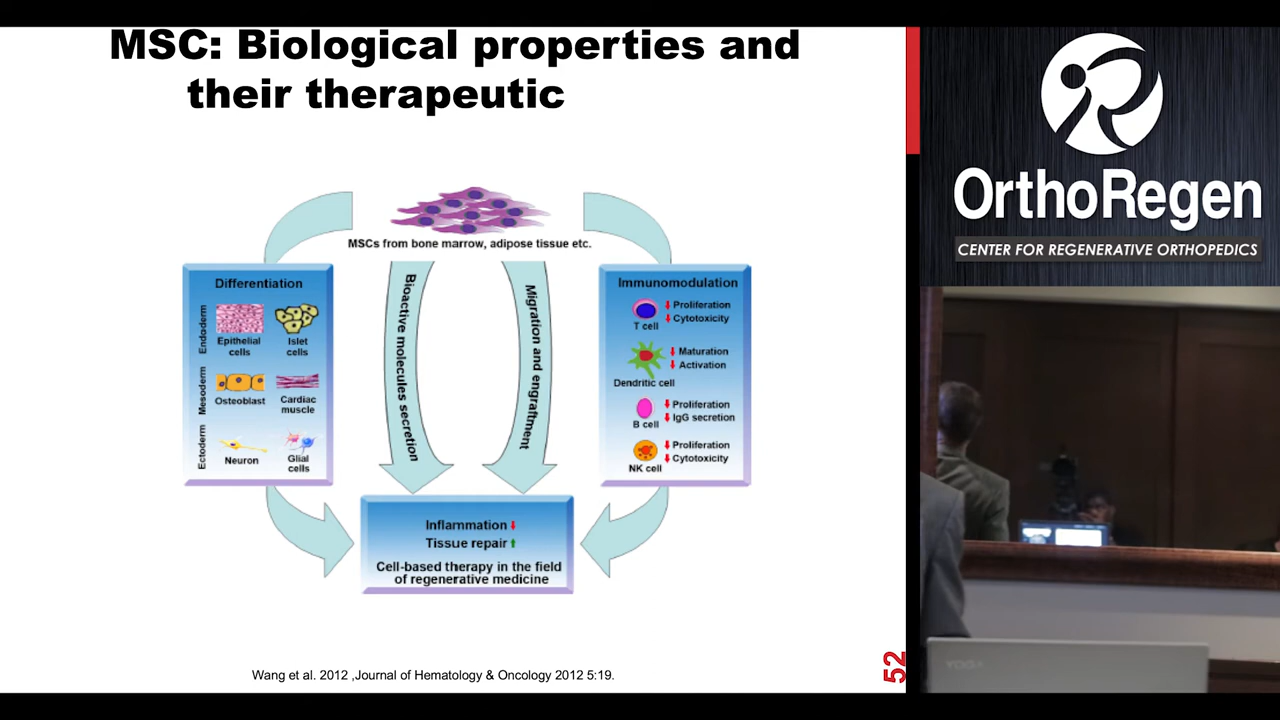 MSC: Biological properties and
their therapeutic
MSCs from bone marrow, adipose tissue etc.
Differentiation
Endoderm
Epithelial
cells
Islet
cells
Mesoderm
Osteoblast
Cardiac
muscle
Ectoderm
Neuron
Glial
cells
Bioactive molecules secretion
Migration and engraftment
Immunomodulation
T cell
Proliferation
Cytotoxicity
Dendritic cell
Maturation
Activation
B cell
Proliferation
IgG secretion
NK cell
Proliferation
Cytotoxicity
Inflammation
Tissue repair
Cell-based therapy in the field
of regenerative medicine
Wang et al. 2012 ,Journal of Hematology & Oncology 2012 5:19.
52
OrthoRegen
CENTER FOR REGENERATIVE ORTHOPEDICS
YOGA